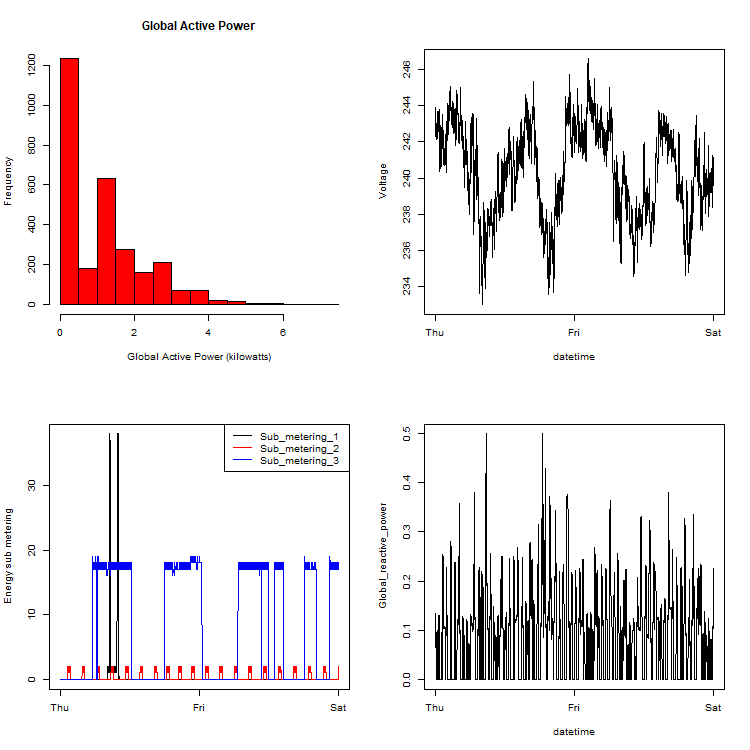 Global Active Power
Frequency
0 200 400 600 800 1000 1200
0 2 4 6
Global Active Power (kilowatts)
Voltage
234 236 238 240 242 244 246
Thu Fri Sat
datetime
Energy sub metering
0 10 20 30
Sub_metering_1
Sub_metering_2
Sub_metering_3
Thu Fri Sat
Global_reactive_power
0.0 0.1 0.2 0.3 0.4 0.5
Thu Fri Sat
datetime